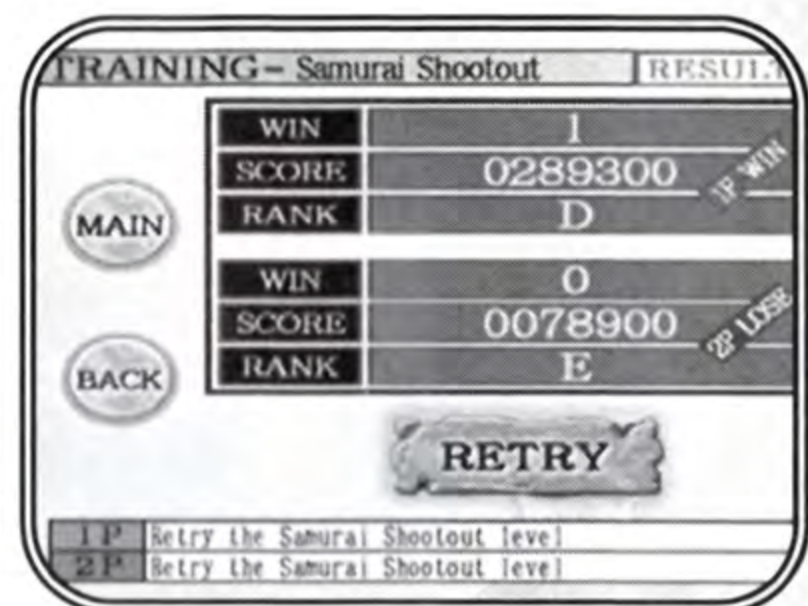 TRAINING- Samurai Shootout RESULT
WIN 1
SCORE 0289300
RANK D
1P WIN
MAIN
WIN 0
SCORE 0078900
RANK E
2P LOSE
BACK
RETRY
1P Retry the Samurai Shootout level
2P Retry the Samurai Shootout level